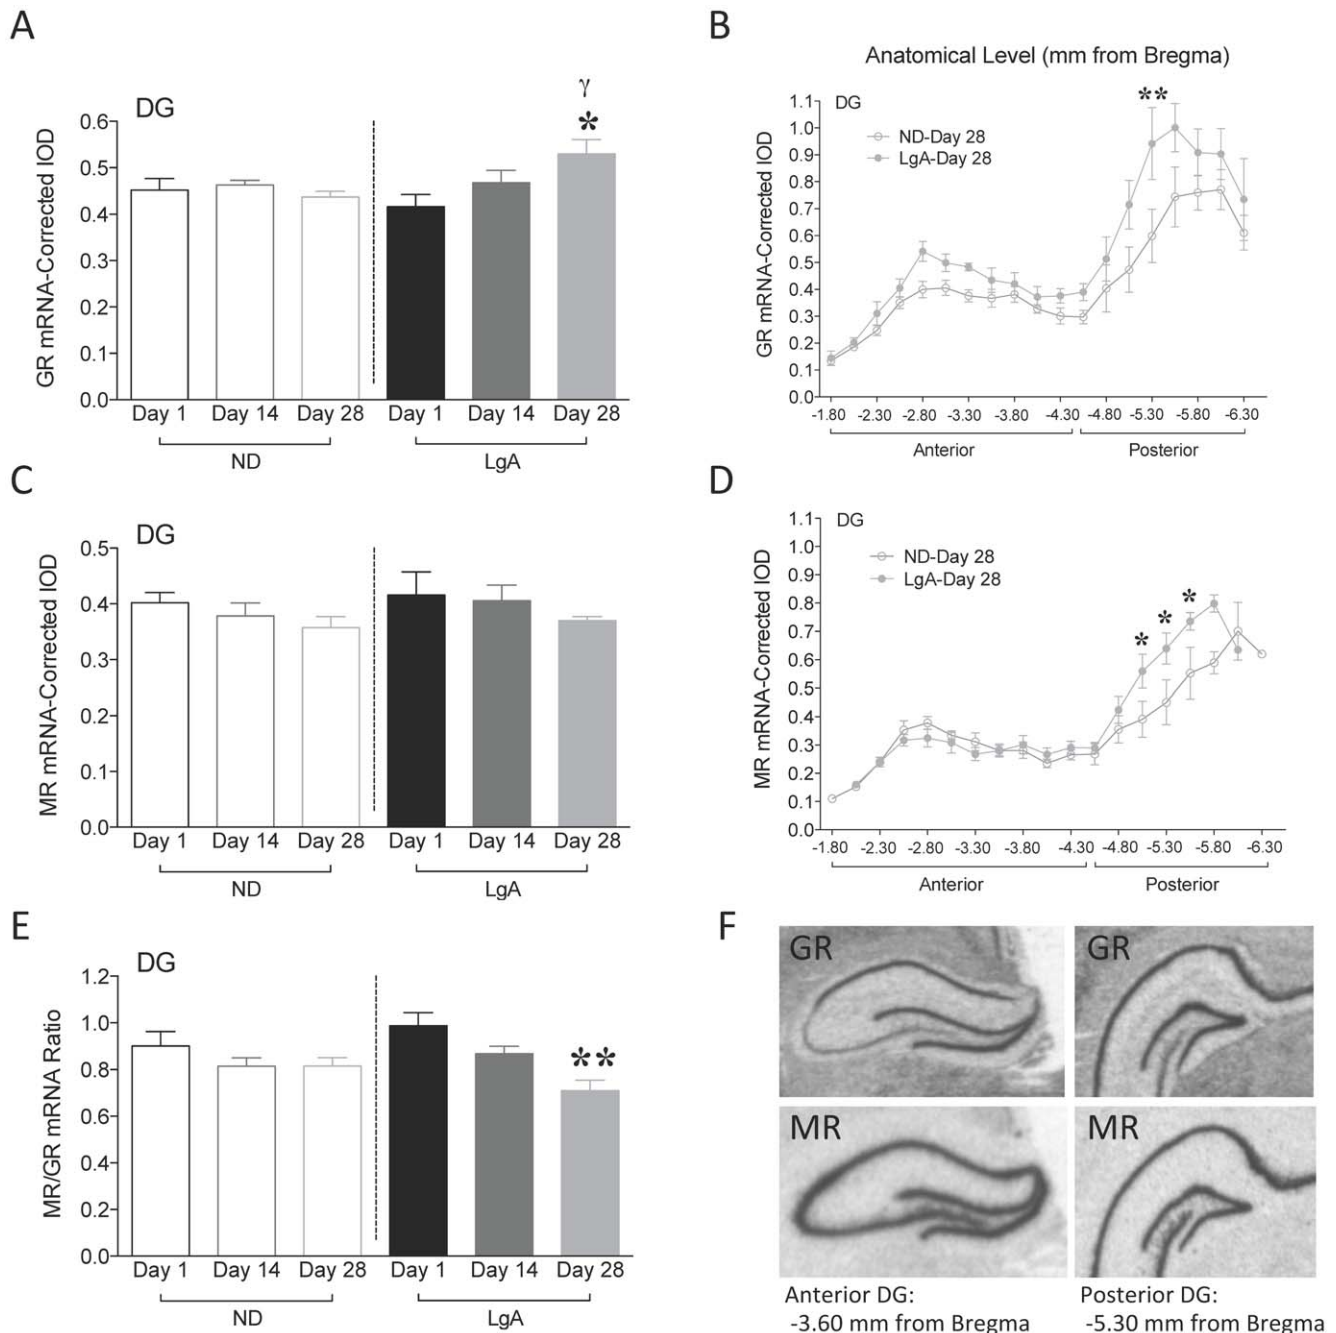 A
DG
γ
*
GR mRNA-Corrected IOD
0.6
0.5
0.4
0.3
0.2
0.1
0.0
Day 1 Day 14 Day 28 Day 1 Day 14 Day 28
ND LgA
B
Anatomical Level (mm from Bregma)
DG
**
ND-Day 28
LgA-Day 28
GR mRNA-Corrected IOD
1.1
1.0
0.9
0.8
0.7
0.6
0.5
0.4
0.3
0.2
0.1
0.0
-1.80 -2.30 -2.80 -3.30 -3.80 -4.30 -4.80 -5.30 -5.80 -6.30
Anterior Posterior
C
DG
MR mRNA-Corrected IOD
0.5
0.4
0.3
0.2
0.1
0.0
Day 1 Day 14 Day 28 Day 1 Day 14 Day 28
ND LgA
D
DG
ND-Day 28
LgA-Day 28
* * *
MR mRNA-Corrected IOD
1.1
1.0
0.9
0.8
0.7
0.6
0.5
0.4
0.3
0.2
0.1
0.0
-1.80 -2.30 -2.80 -3.30 -3.80 -4.30 -4.80 -5.30 -5.80 -6.30
Anterior Posterior
E
DG
**
MR/GR mRNA Ratio
1.2
1.0
0.8
0.6
0.4
0.2
0.0
Day 1 Day 14 Day 28 Day 1 Day 14 Day 28
ND LgA
F
GR GR
MR MR
Anterior DG:
-3.60 mm from Bregma
Posterior DG:
-5.30 mm from Bregma